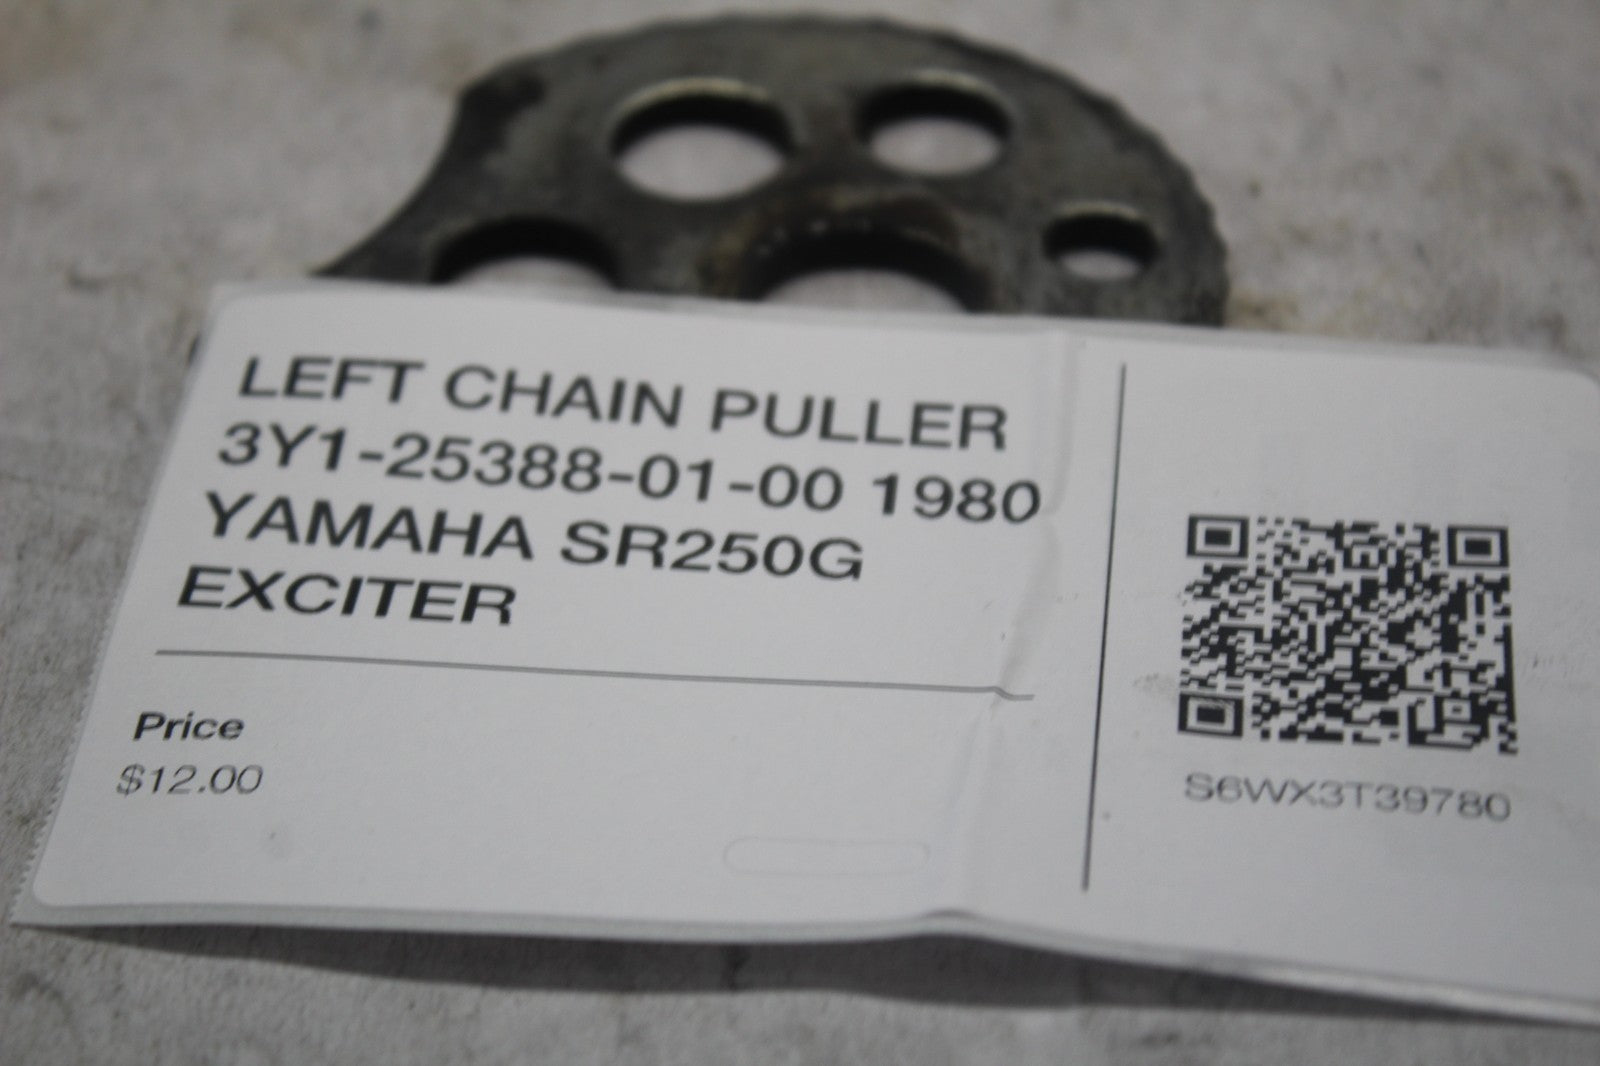 LEFT CHAIN PULLER
3Y1-25388-01-00 1980
YAMAHA SR250G
EXCITER
Price
$12.00
S6WX3T39780